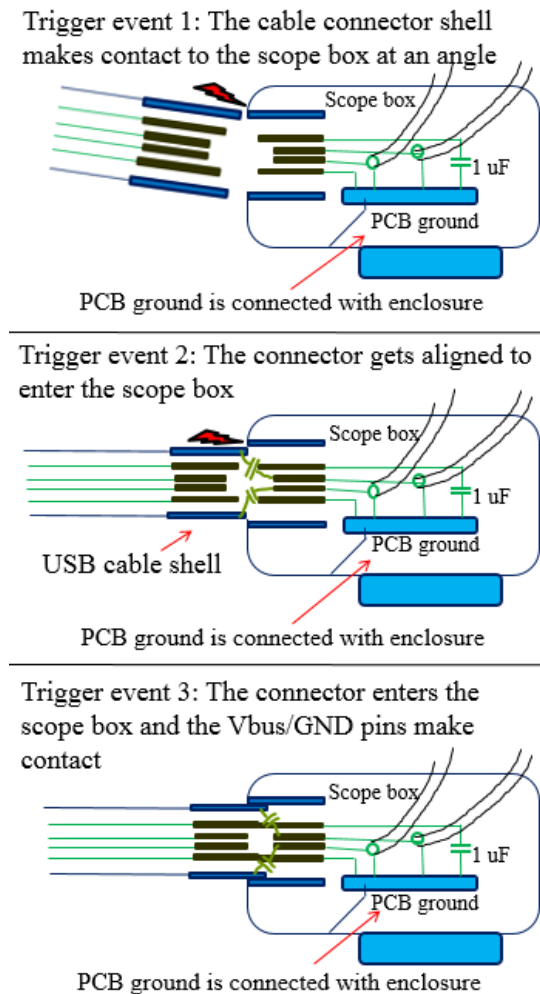 Trigger event 1: The cable connector shell
makes contact to the scope box at an angle
Scope box
1 uF
PCB ground
PCB ground is connected with enclosure
Trigger event 2: The connector gets aligned to
enter the scope box
Scope box
1 uF
PCB ground
USB cable shell
PCB ground is connected with enclosure
Trigger event 3: The connector enters the
scope box and the Vbus/GND pins make
contact
Scope box
1 uF
PCB ground
PCB ground is connected with enclosure